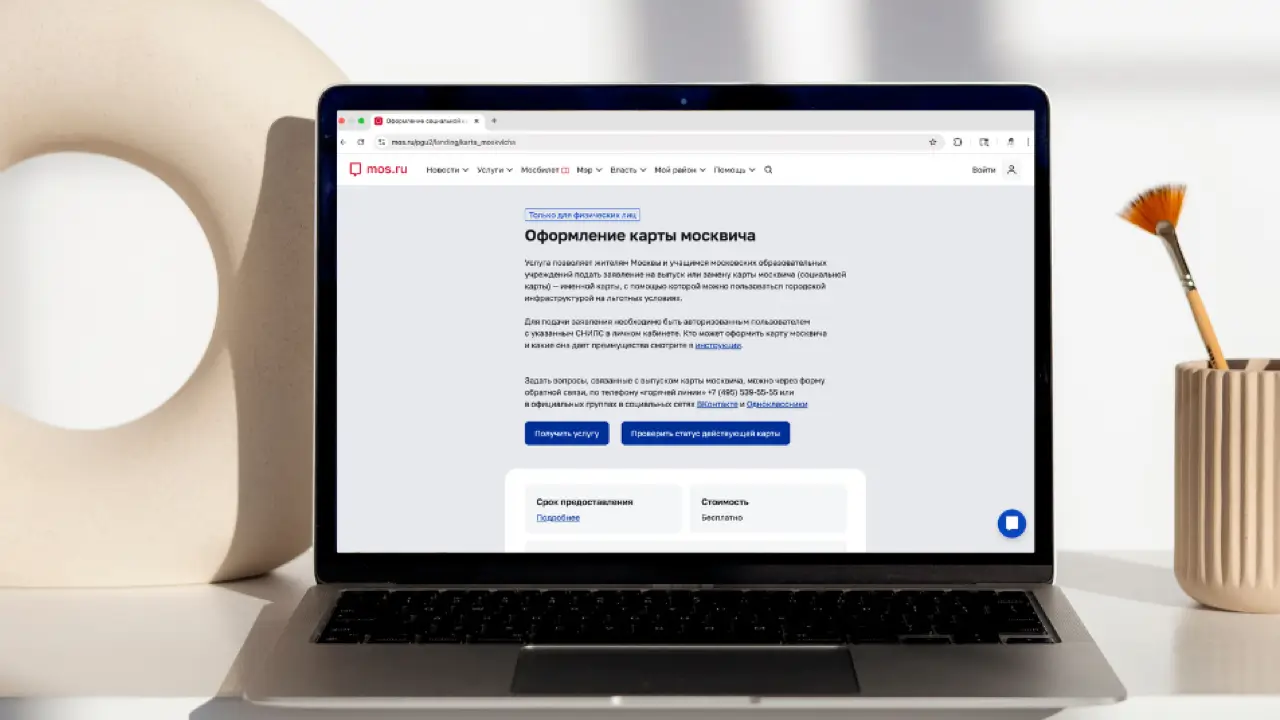 Оформление социальной к
mos.ru/pgu2/landing/karta_moskvicha
mos.ru Новости Услуги Мосбилет Мэр Власть Мой район Помощь Войти
Только для физических лиц
Оформление карты москвича
Услуга позволяет жителям Москвы и учащимся московских образовательных
учреждений подать заявление на выпуск или замену карты москвича (социальной
карты) — именной карты, с помощью которой можно пользоваться городской
инфраструктурой на льготных условиях.
Для подачи заявления необходимо быть авторизованным пользователем
с указанным СНИЛС в личном кабинете. Кто может оформить карту москвича
и какие она дает преимущества смотрите в инструкции.
Задать вопросы, связанные с выпуском карты москвича, можно через форму
обратной связи, по телефону «горячей линии» +7 (495) 539-55-55 или
в официальных группах в социальных сетях ВКонтакте и Одноклассники
Получить услугу Проверить статус действующей карты
Срок предоставления Стоимость
Подробнее Бесплатно